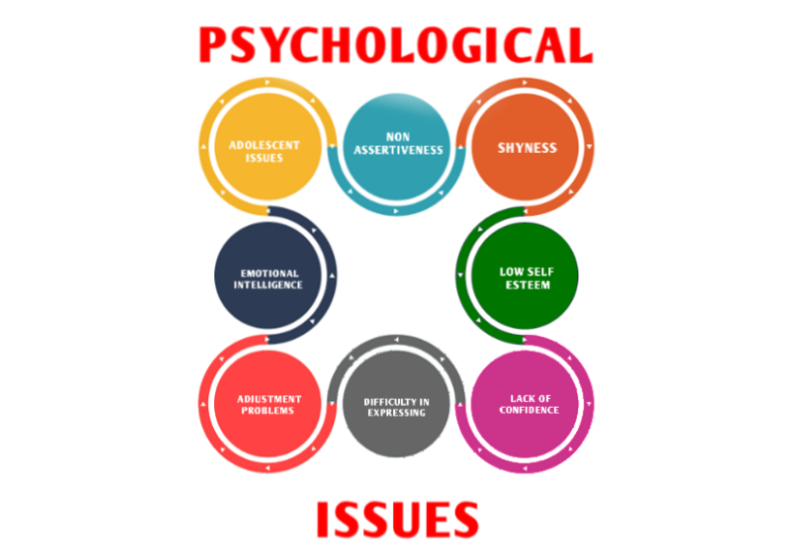 PSYCHOLOGICAL
ADOLESCENT
ISSUES
NON
ASSERTIVENESS
SHYNESS
EMOTIONAL
INTELLIGENCE
LOW SELF
ESTEEM
ADJUSTMENT
PROBLEMS
DIFFICULTY IN
EXPRESSING
LACK OF
CONFIDENCE
ISSUES